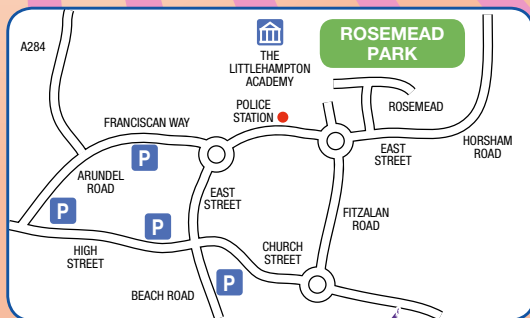 A284
THE
LITTLEHAMPTON
ACADEMY
ROSEMEAD
PARK
POLICE
STATION
ROSEMEAD
FRANCISCAN WAY
P
ARUNDEL
ROAD
EAST
STREET
HORSHAM
ROAD
EAST
STREET
P
P
FITZALAN
ROAD
HIGH
STREET
CHURCH
STREET
P
BEACH ROAD